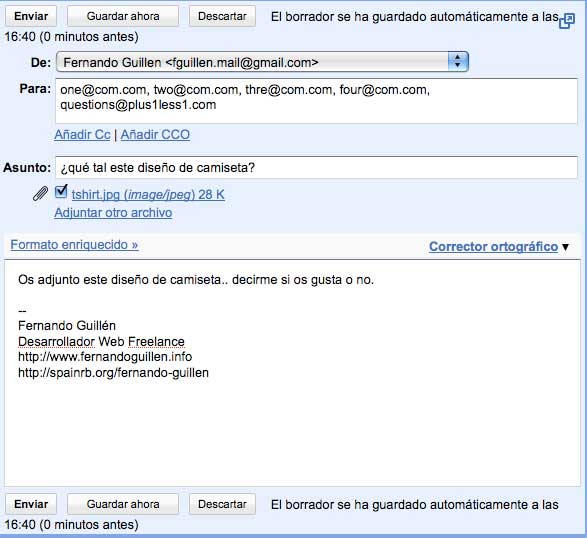 Enviar Guardar ahora Descartar El borrador se ha guardado automáticamente a las
16:40 (0 minutos antes)
De: Fernando Guillen <fguillen.mail@gmail.com>
Para: one@com.com, two@com.com, thre@com.com, four@com.com,
questions@plus1less1.com
Añadir Cc | Añadir CCO
Asunto: ¿qué tal este diseño de camiseta?
tshirt.jpg (image/jpeg) 28 K
Adjuntar otro archivo
Formato enriquecido » Corrector ortográfico ▼
Os adjunto este diseño de camiseta.. decirme si os gusta o no.
--
Fernando Guillén
Desarrollador Web Freelance
http://www.fernandoguillen.info
http://spainrb.org/fernando-guillen
Enviar Guardar ahora Descartar El borrador se ha guardado automáticamente a las
16:40 (0 minutos antes)